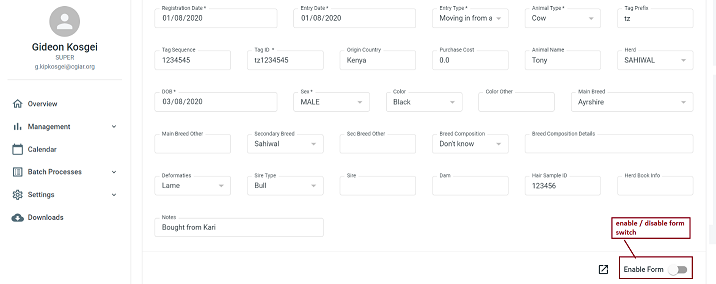 Gideon Kosgei
SUPER
g.kipkosgei@cgiar.org
Overview
Management
Calendar
Batch Processes
Settings
Downloads
Registration Date *
01/08/2020
Entry Date *
01/08/2020
Entry Type *
Moving in from a
Animal Type *
Cow
Tag Prefix
tz
Tag Sequence
1234545
Tag ID *
tz1234545
Origin Country
Kenya
Purchase Cost
0.0
Animal Name
Tony
Herd
SAHIWAL
DOB *
03/08/2020
Sex *
MALE
Color
Black
Color Other
Main Breed
Ayrshire
Main Breed Other
Secondary Breed
Sahiwal
Sec Breed Other
Breed Composition
Don't know
Breed Composition Details
Deformaties
Lame
Sire Type
Bull
Sire
Dam
Hair Sample ID
123456
Herd Book Info
Notes
Bought from Kari
enable / disable form
switch
Enable Form